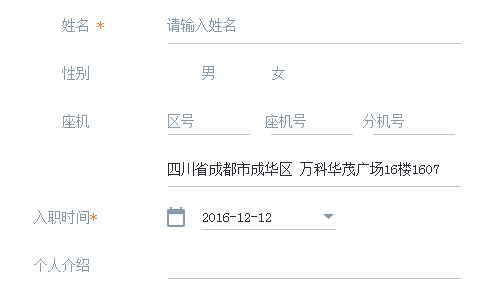 姓名 * 请输入姓名
性别 男 女
座机 区号 座机号 分机号
四川省成都市成华区 万科华茂广场16楼1607
入职时间* 2016-12-12
个人介绍